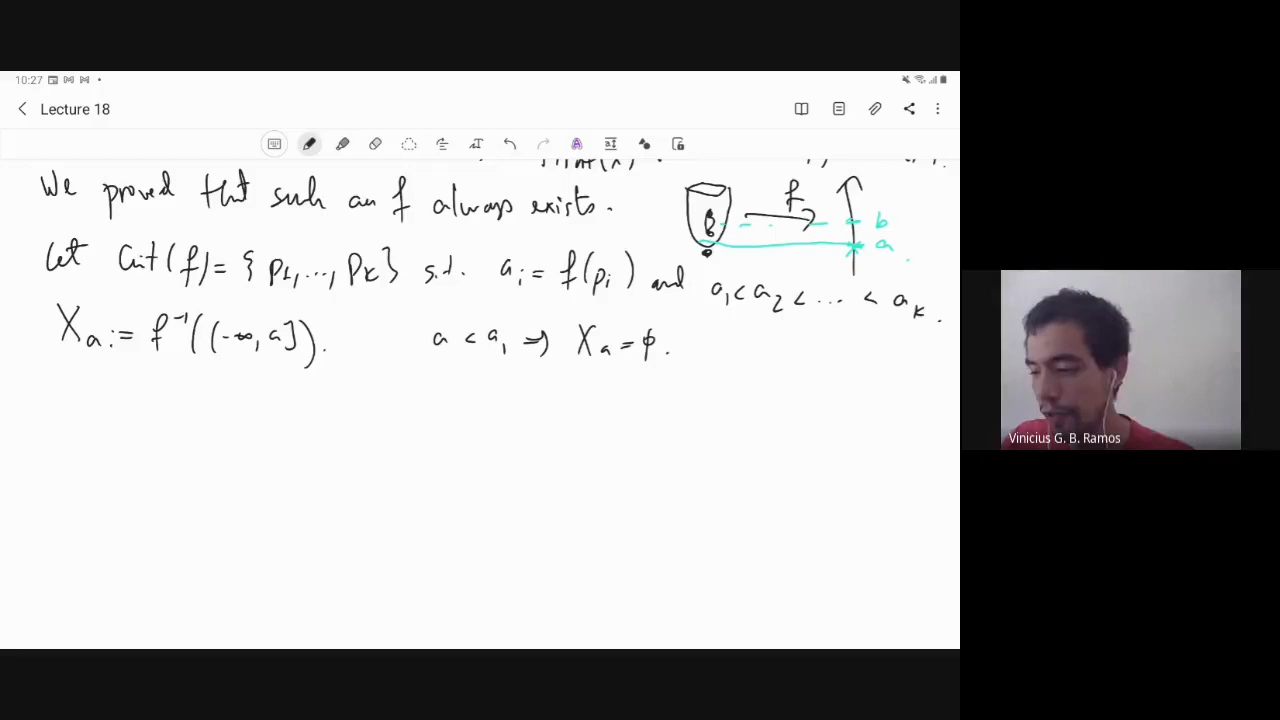 10:27
Lecture 18
We proved that such an f always exists.
f
b
a
Let Crit(f) = { p1, ..., pK } s.t. ai = f(pi) and a1 < a2 < ... < aK.
Xa := f⁻¹((-∞, a]). a < a1 ⇒ Xa = ϕ.
Vinicius G. B. Ramos